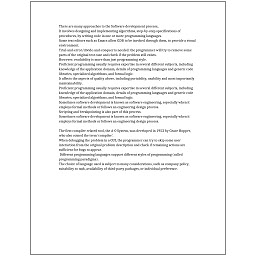 There are many approaches to the Software development process,
It involves designing and implementing algorithms, step-by-step specifications of
procedures, by writing code in one or more programming languages.
Some text editors such as Emacs allow GDB to be invoked through them, to provide a visual
environment.
Trial-and-error/divide-and-conquer is needed: the programmer will try to remove some
parts of the original test case and check if the problem still exists.
However, readability is more than just programming style.
Proficient programming usually requires expertise in several different subjects, including
knowledge of the application domain, details of programming languages and generic code
libraries, specialized algorithms, and formal logic.
It affects the aspects of quality above, including portability, usability and most importantly
maintainability.
Proficient programming usually requires expertise in several different subjects, including
knowledge of the application domain, details of programming languages and generic code
libraries, specialized algorithms, and formal logic.
Sometimes software development is known as software engineering, especially when it
employs formal methods or follows an engineering design process.
Scripting and breakpointing is also part of this process.
Sometimes software development is known as software engineering, especially when it
employs formal methods or follows an engineering design process.
The first compiler related tool, the A-0 System, was developed in 1952 by Grace Hopper,
who also coined the term 'compiler'.
When debugging the problem in a GUI, the programmer can try to skip some user
interaction from the original problem description and check if remaining actions are
sufficient for bugs to appear.
Different programming languages support different styles of programming (called
programming paradigms).
The choice of language used is subject to many considerations, such as company policy,
suitability to task, availability of third-party packages, or individual preference.